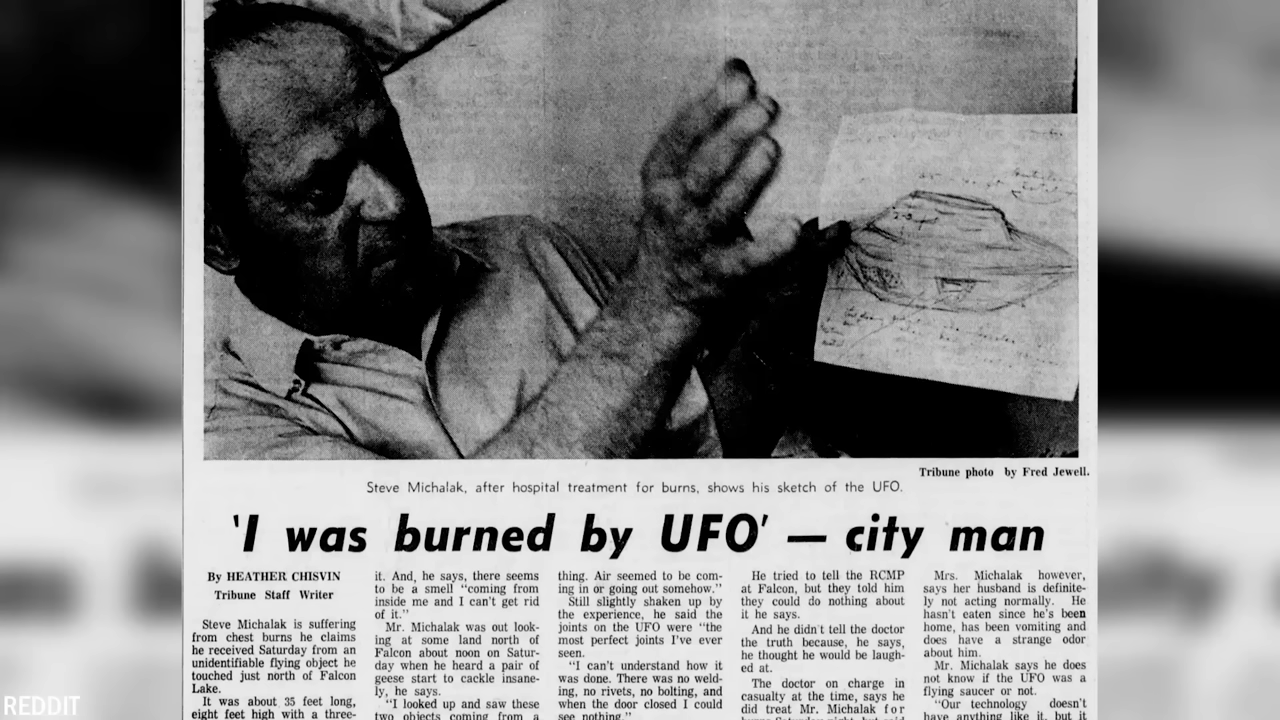 Tribune photo by Fred Jewell.
Steve Michalak, after hospital treatment for burns, shows his sketch of the UFO.
'I was burned by UFO' — city man
By HEATHER CHISVIN
Tribune Staff Writer
Steve Michalak is suffering
from chest burns he claims
he received Saturday from an
unidentifiable flying object he
touched just north of Falcon
Lake.
It was about 35 feet long,
eight feet high with a three-
it. And, he says, there seems
to be a smell "coming from
inside me and I can't get rid
of it."
Mr. Michalak was out look-
ing at some land north of
Falcon about noon on Satur-
day when he heard a pair of
geese start to cackle insane-
ly, he says.
"I looked up and saw these
two objects coming from a
thing. Air seemed to be com-
ing in or going out somehow."
Still slightly shaken up by
the experience, he said the
joints on the UFO were "the
most perfect joints I've ever
seen.
"I can't understand how it
was done. There was no weld-
ing, no rivets, no bolting, and
when the door closed I could
see nothing."
He tried to tell the RCMP
at Falcon, but they told him
they could do nothing about
it he says.
And he didn't tell the doctor
the truth because, he says,
he thought he would be laugh-
ed at.
The doctor on charge in
casualty at the time, says he
did treat Mr. Michalak for
burns Saturday night, but said
Mrs. Michalak however,
says her husband is definite-
ly not acting normally. He
hasn't eaten since he's been
home, has been vomiting and
does have a strange odor
about him.
Mr. Michalak says he does
not know if the UFO was a
flying saucer or not.
"Our technology doesn't
have anything like it, but it
REDDIT